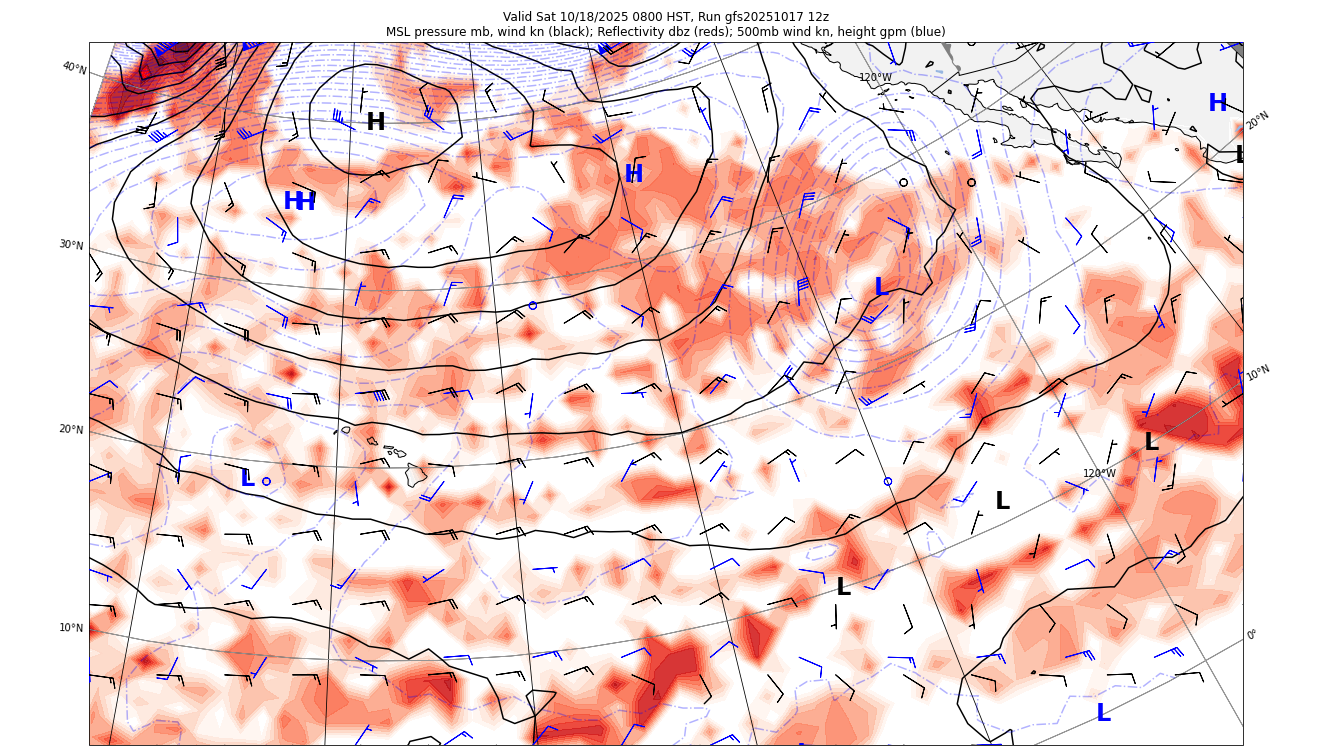 Valid Sat 10/18/2025 0800 HST, Run gfs20251017 12z
MSL pressure mb, wind kn (black); Reflectivity dbz (reds); 500mb wind kn, height gpm (blue)
40°N
120°W
H
20°N
H
L
H
H H
30°N
L
10°N
20°N
L
L
120°W
L
L
10°N
0°
L